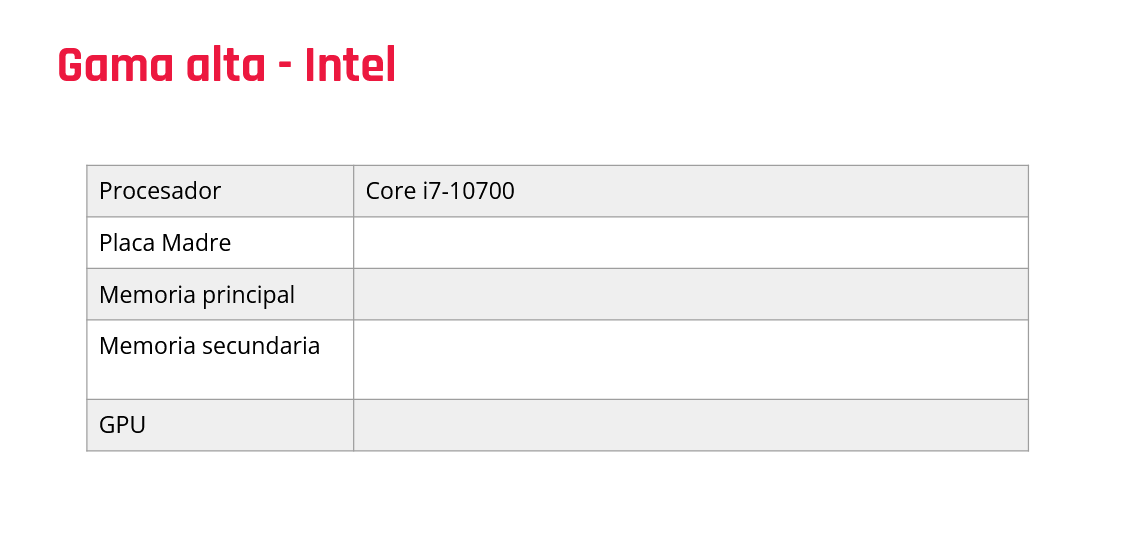 Gama alta - Intel
Procesador Core i7-10700
Placa Madre
Memoria principal
Memoria secundaria
GPU